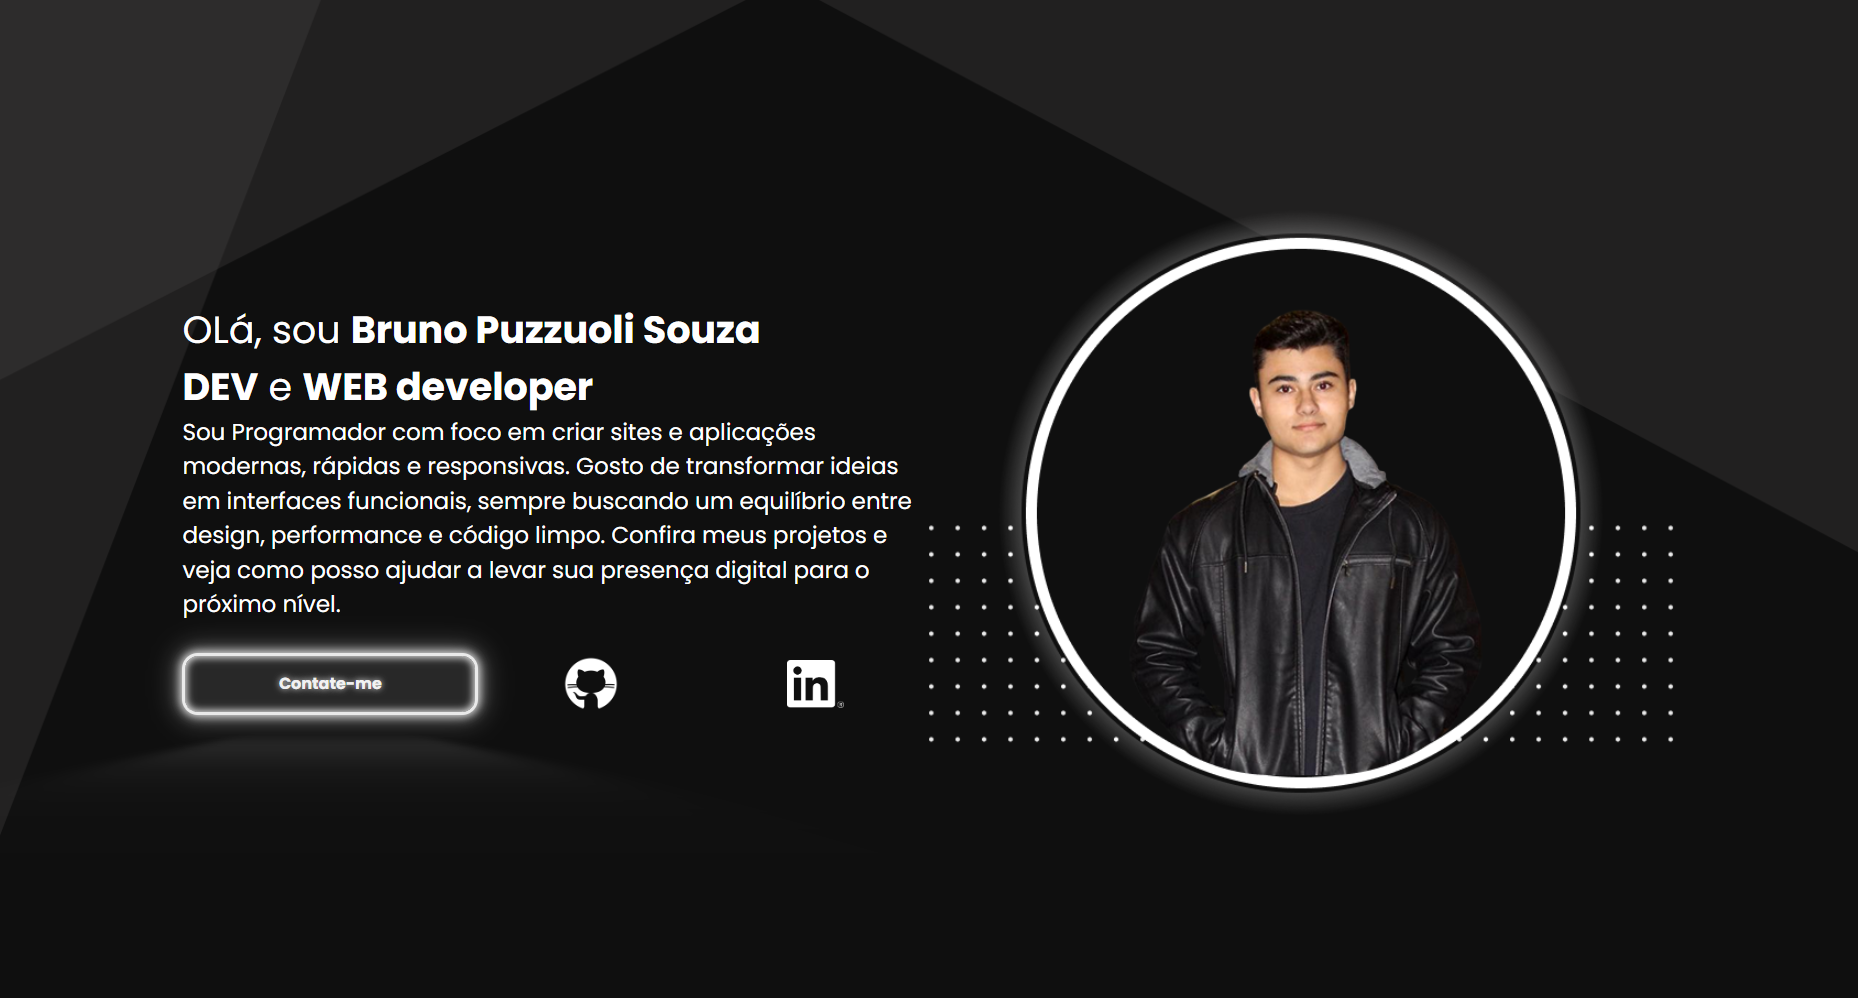 OLá, sou Bruno Puzzuoli Souza
DEV e WEB developer
Sou Programador com foco em criar sites e aplicações
modernas, rápidas e responsivas. Gosto de transformar ideias
em interfaces funcionais, sempre buscando um equilíbrio entre
design, performance e código limpo. Confira meus projetos e
veja como posso ajudar a levar sua presença digital para o
próximo nível.
Contate-me
in